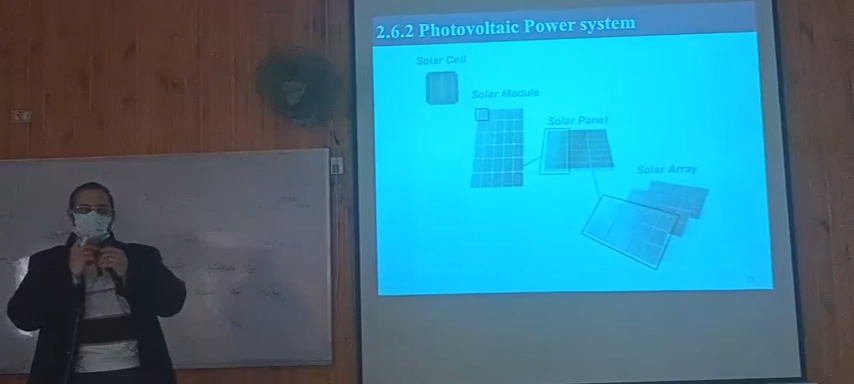 2.6.2 Photovoltaic Power system
Solar Cell
Solar Module
Solar Panel
Solar Array